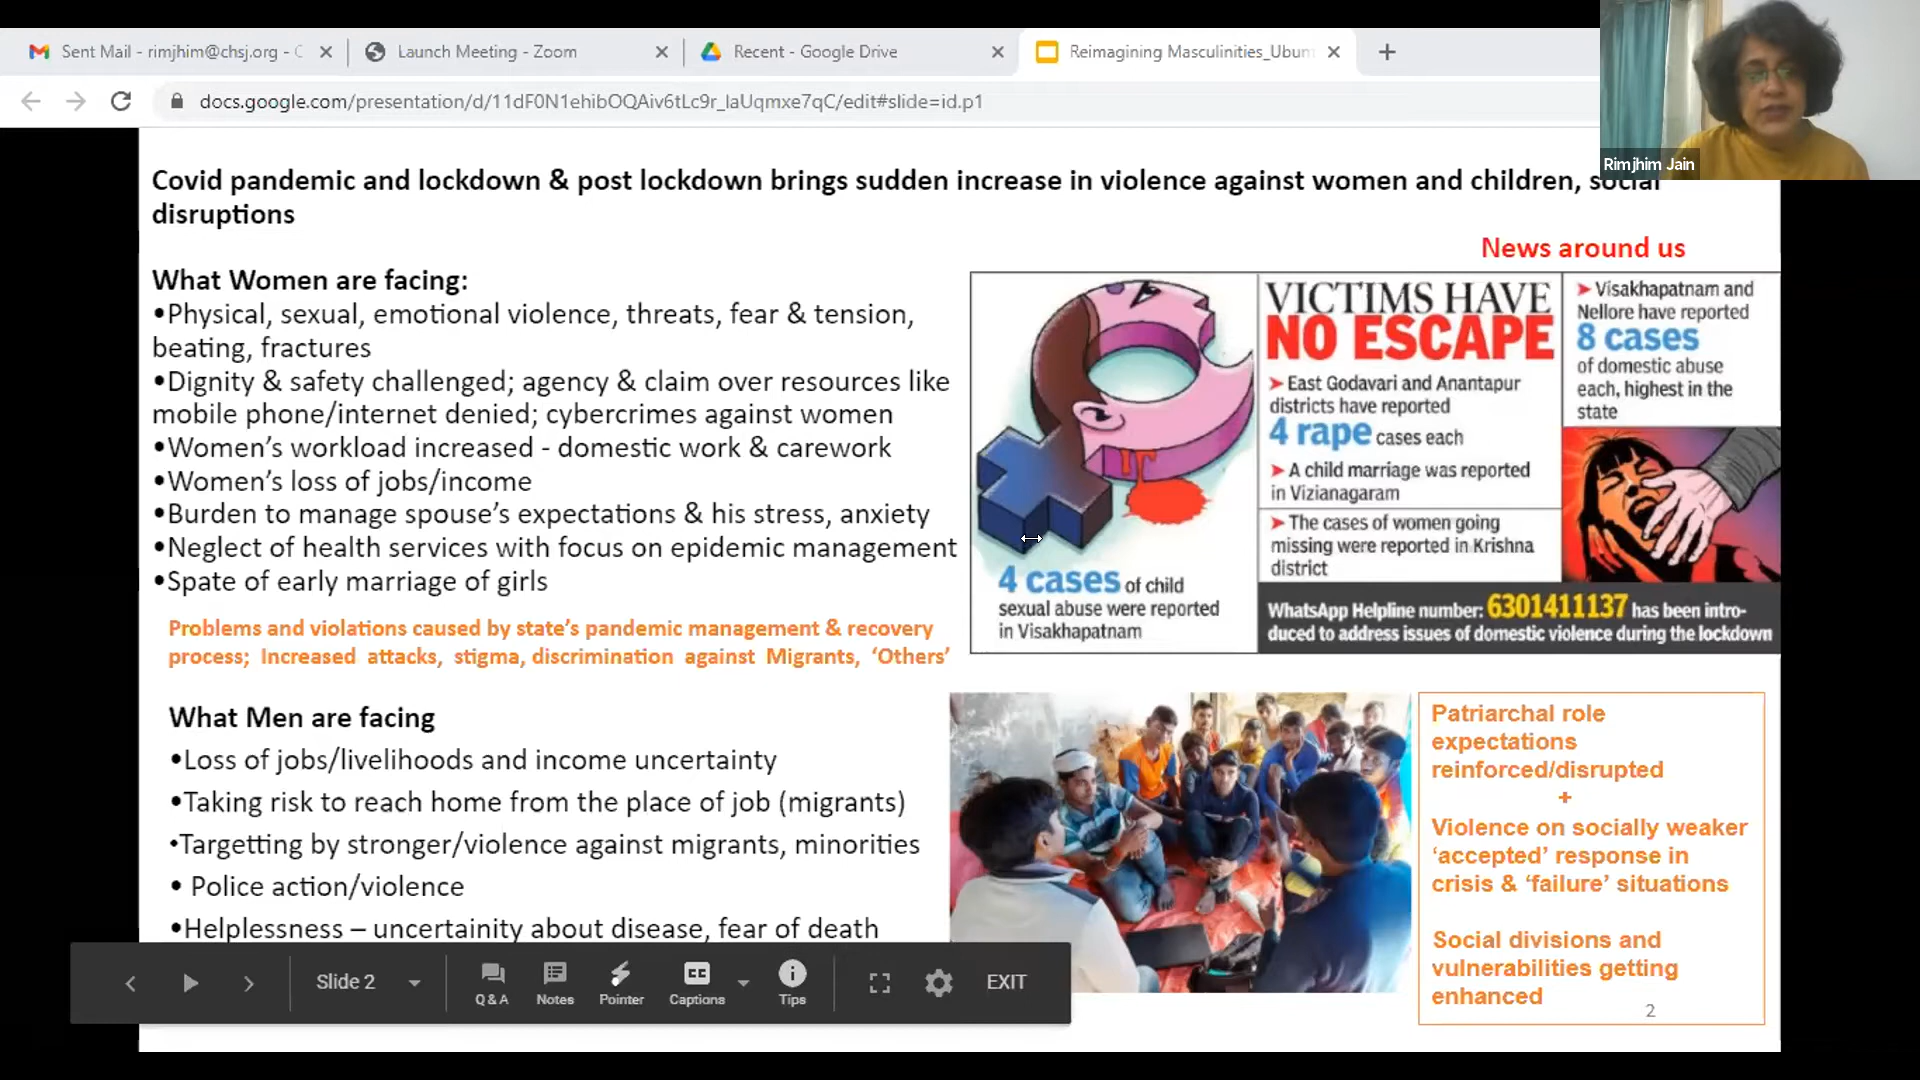 Sent Mail - rimjhim@chsj.org - C
Launch Meeting - Zoom
Recent - Google Drive
Reimagining Masculinities_Ubun
docs.google.com/presentation/d/11dF0N1ehibOQAiv6tLc9r_IaUqmxe7qC/edit#slide=id.p1
Rimjhim Jain
Covid pandemic and lockdown & post lockdown brings sudden increase in violence against women and children, social
disruptions
News around us
What Women are facing:
•Physical, sexual, emotional violence, threats, fear & tension,
beating, fractures
•Dignity & safety challenged; agency & claim over resources like
mobile phone/internet denied; cybercrimes against women
•Women's workload increased - domestic work & carework
•Women's loss of jobs/income
•Burden to manage spouse's expectations & his stress, anxiety
•Neglect of health services with focus on epidemic management
•Spate of early marriage of girls
Problems and violations caused by state's pandemic management & recovery
process; Increased attacks, stigma, discrimination against Migrants, ‘Others’
4 cases of child
sexual abuse were reported
in Visakhapatnam
VICTIMS HAVE
NO ESCAPE
➤ East Godavari and Anantapur
districts have reported
4 rape cases each
➤ A child marriage was reported
in Vizianagaram
➤ The cases of women going
missing were reported in Krishna
district
➤ Visakhapatnam and
Nellore have reported
8 cases
of domestic abuse
each, highest in the
state
WhatsApp Helpline number: 6301411137 has been intro-
duced to address issues of domestic violence during the lockdown
What Men are facing
•Loss of jobs/livelihoods and income uncertainty
•Taking risk to reach home from the place of job (migrants)
•Targetting by stronger/violence against migrants, minorities
• Police action/violence
•Helplessness – uncertainity about disease, fear of death
Patriarchal role
expectations
reinforced/disrupted
+
Violence on socially weaker
‘accepted’ response in
crisis & ‘failure’ situations
Social divisions and
vulnerabilities getting
enhanced
2
Slide 2
Q&A
Notes
Pointer
CC
Captions
Tips
EXIT